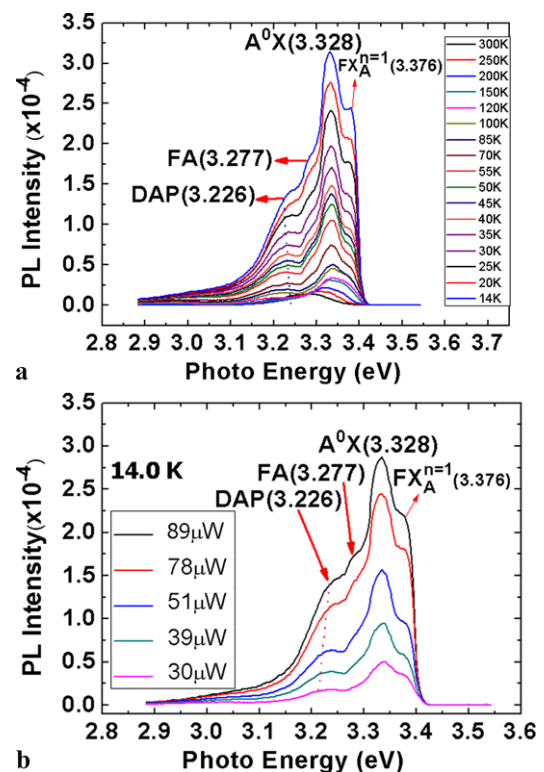 A⁰X(3.328)
FXₐⁿ⁼¹(3.376)
FA(3.277)
DAP(3.226)
300K
250K
200K
150K
120K
100K
85K
70K
55K
50K
45K
40K
35K
30K
25K
20K
14K
PL Intensity (x10⁻⁴)
3.5
3.0
2.5
2.0
1.5
1.0
0.5
0.0
2.8 2.9 3.0 3.1 3.2 3.3 3.4 3.5 3.6 3.7
Photo Energy (eV)
a
14.0 K
A⁰X(3.328)
FA(3.277)
FXₐⁿ⁼¹(3.376)
DAP(3.226)
89μW
78μW
51μW
39μW
30μW
PL Intensity(x10⁻⁴)
3.5
3.0
2.5
2.0
1.5
1.0
0.5
0.0
2.8 2.9 3.0 3.1 3.2 3.3 3.4 3.5 3.6
Photo Energy (eV)
b